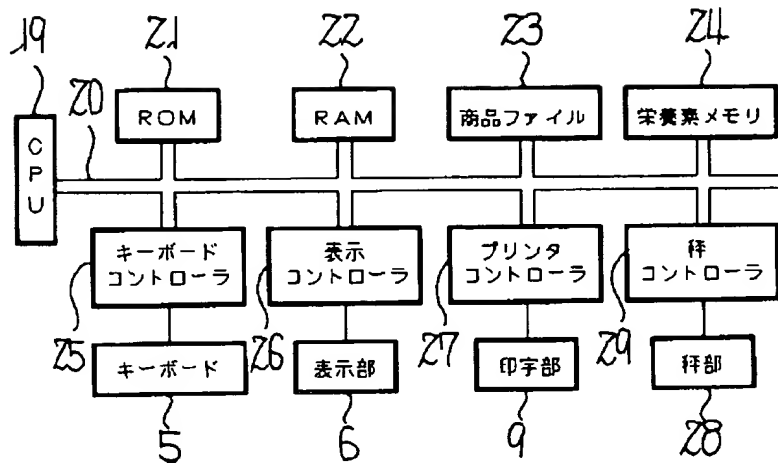 19
21
22
23
24
20
CPU
ROM
RAM
商品ファイル
栄養素メモリ
キーボード
コントローラ
表示
コントローラ
プリンタ
コントローラ
秤
コントローラ
25
26
27
29
キーボード
表示部
印字部
秤部
5
6
9
28